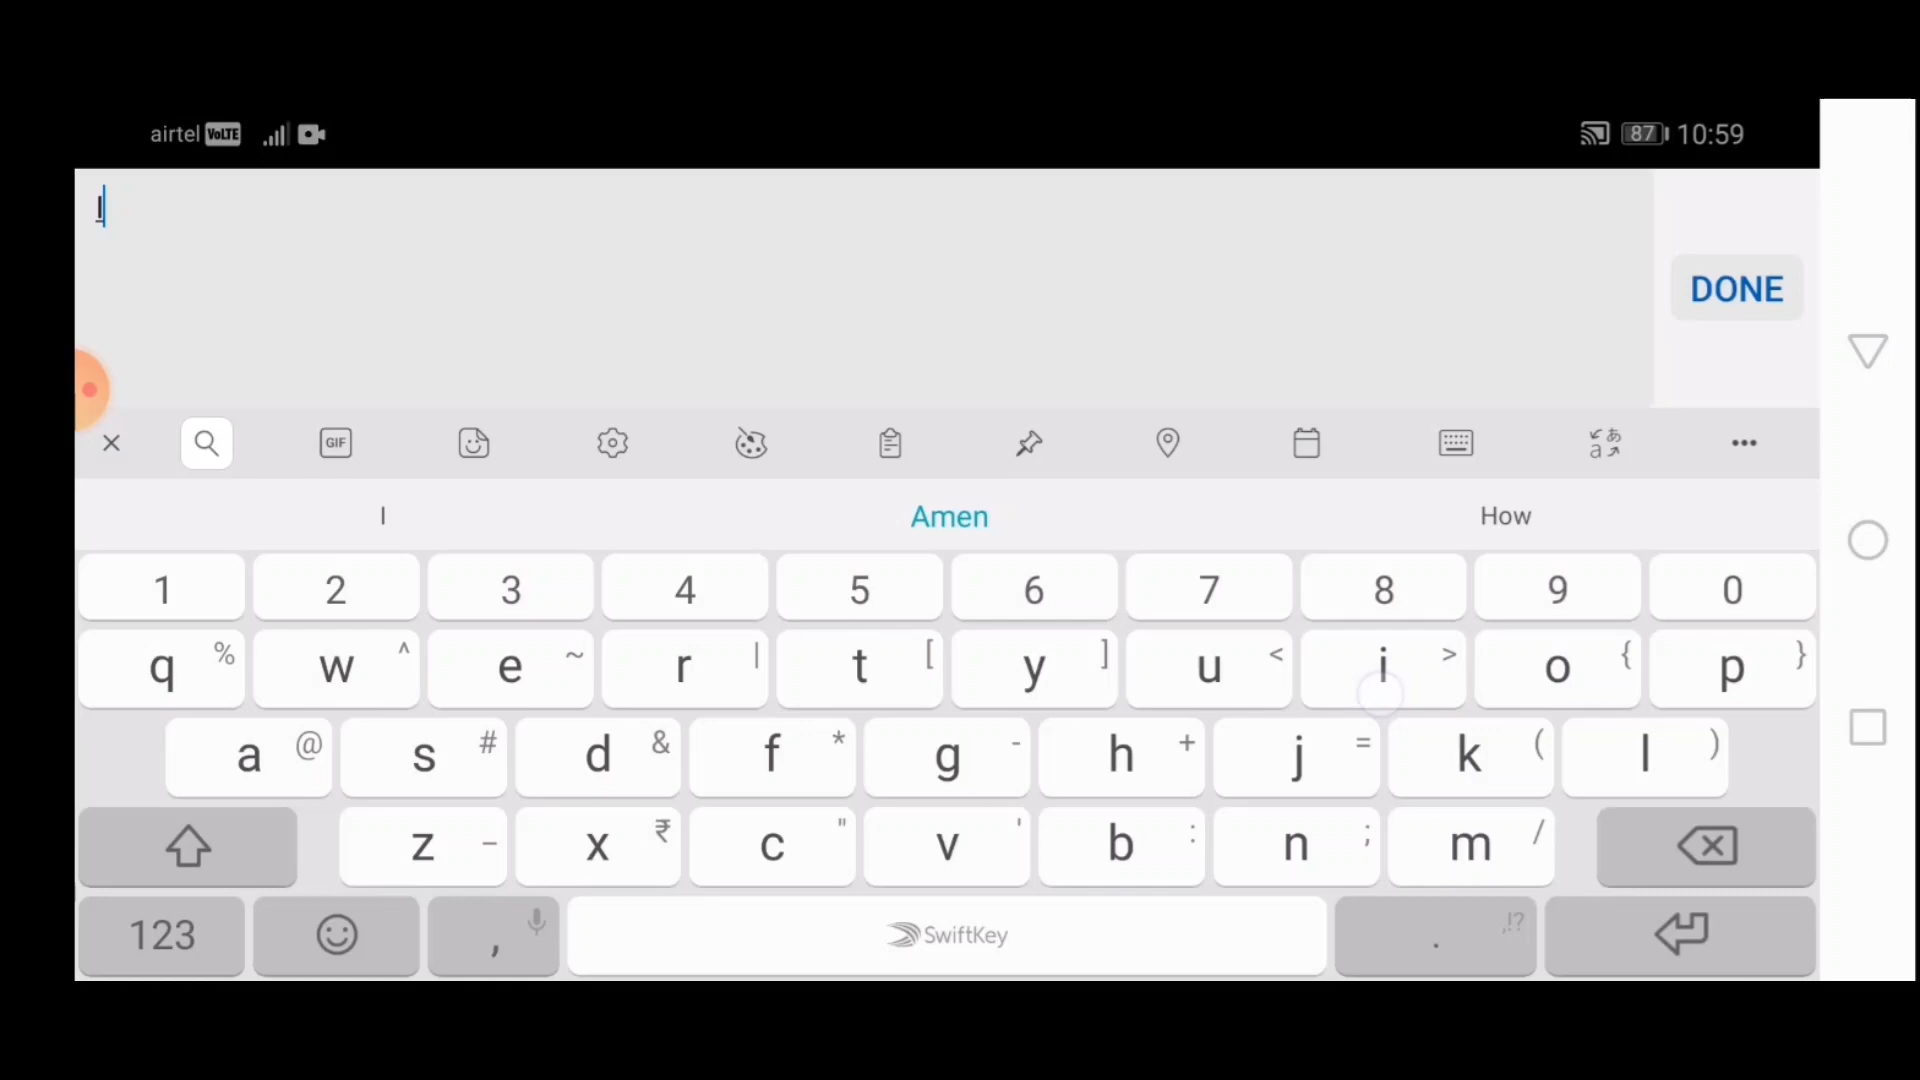 airtel VoLTE 87 10:59
I
DONE
GIF
あ
a
I Amen How
1 2 3 4 5 6 7 8 9 0
q % w ^ e ~ r | t [ y ] u < i > o { p }
a @ s # d & f * g - h + j = k ( l )
z _ x ₹ c " v ' b : n ; m /
123 , SwiftKey . ,!?